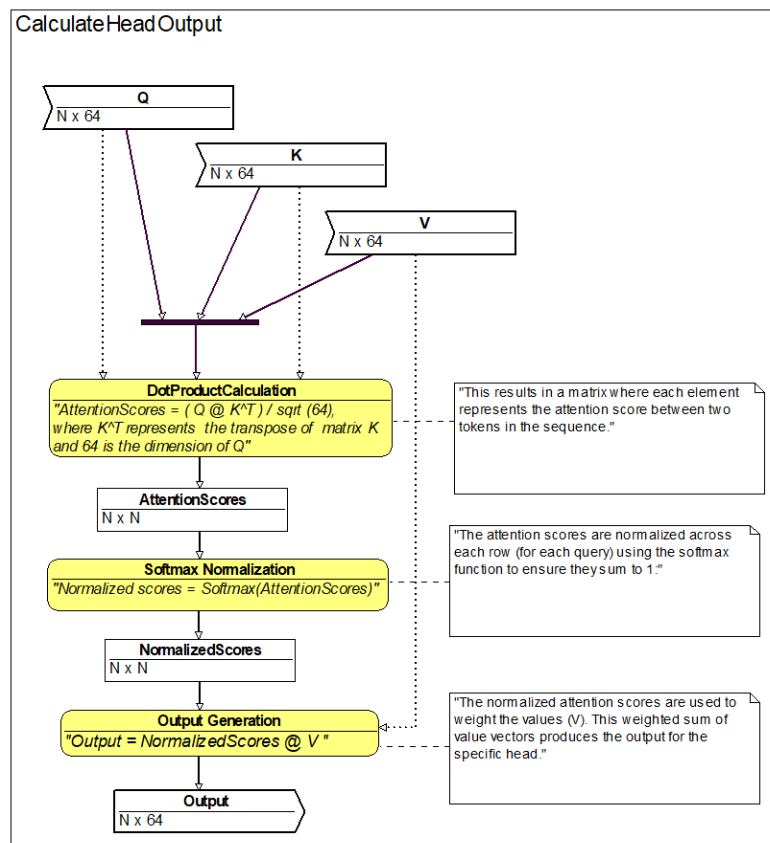 CalculateHeadOutput
Q
N x 64
K
N x 64
V
N x 64
DotProductCalculation
"AttentionScores = ( Q @ K^T ) / sqrt (64),
where K^T represents the transpose of matrix K
and 64 is the dimension of Q"
"This results in a matrix where each element
represents the attention score between two
tokens in the sequence."
AttentionScores
N x N
Softmax Normalization
"Normalized scores = Softmax(AttentionScores)"
"The attention scores are normalized across
each row (for each query) using the softmax
function to ensure they sum to 1:"
NormalizedScores
N x N
Output Generation
"Output = NormalizedScores @ V "
"The normalized attention scores are used to
weight the values (V). This weighted sum of
value vectors produces the output for the
specific head."
Output
N x 64